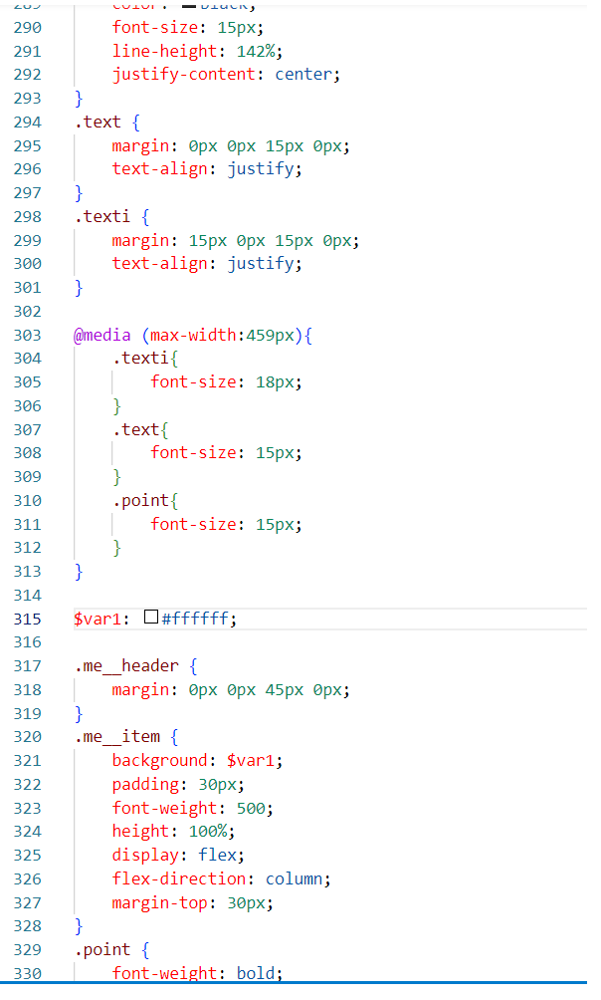 289 color: black;
290 font-size: 15px;
291 line-height: 142%;
292 justify-content: center;
293 }
294 .text {
295 margin: 0px 0px 15px 0px;
296 text-align: justify;
297 }
298 .texti {
299 margin: 15px 0px 15px 0px;
300 text-align: justify;
301 }
302
303 @media (max-width:459px){
304 .texti{
305 font-size: 18px;
306 }
307 .text{
308 font-size: 15px;
309 }
310 .point{
311 font-size: 15px;
312 }
313 }
314
315 $var1: #ffffff;
316
317 .me__header {
318 margin: 0px 0px 45px 0px;
319 }
320 .me__item {
321 background: $var1;
322 padding: 30px;
323 font-weight: 500;
324 height: 100%;
325 display: flex;
326 flex-direction: column;
327 margin-top: 30px;
328 }
329 .point {
330 font-weight: bold;